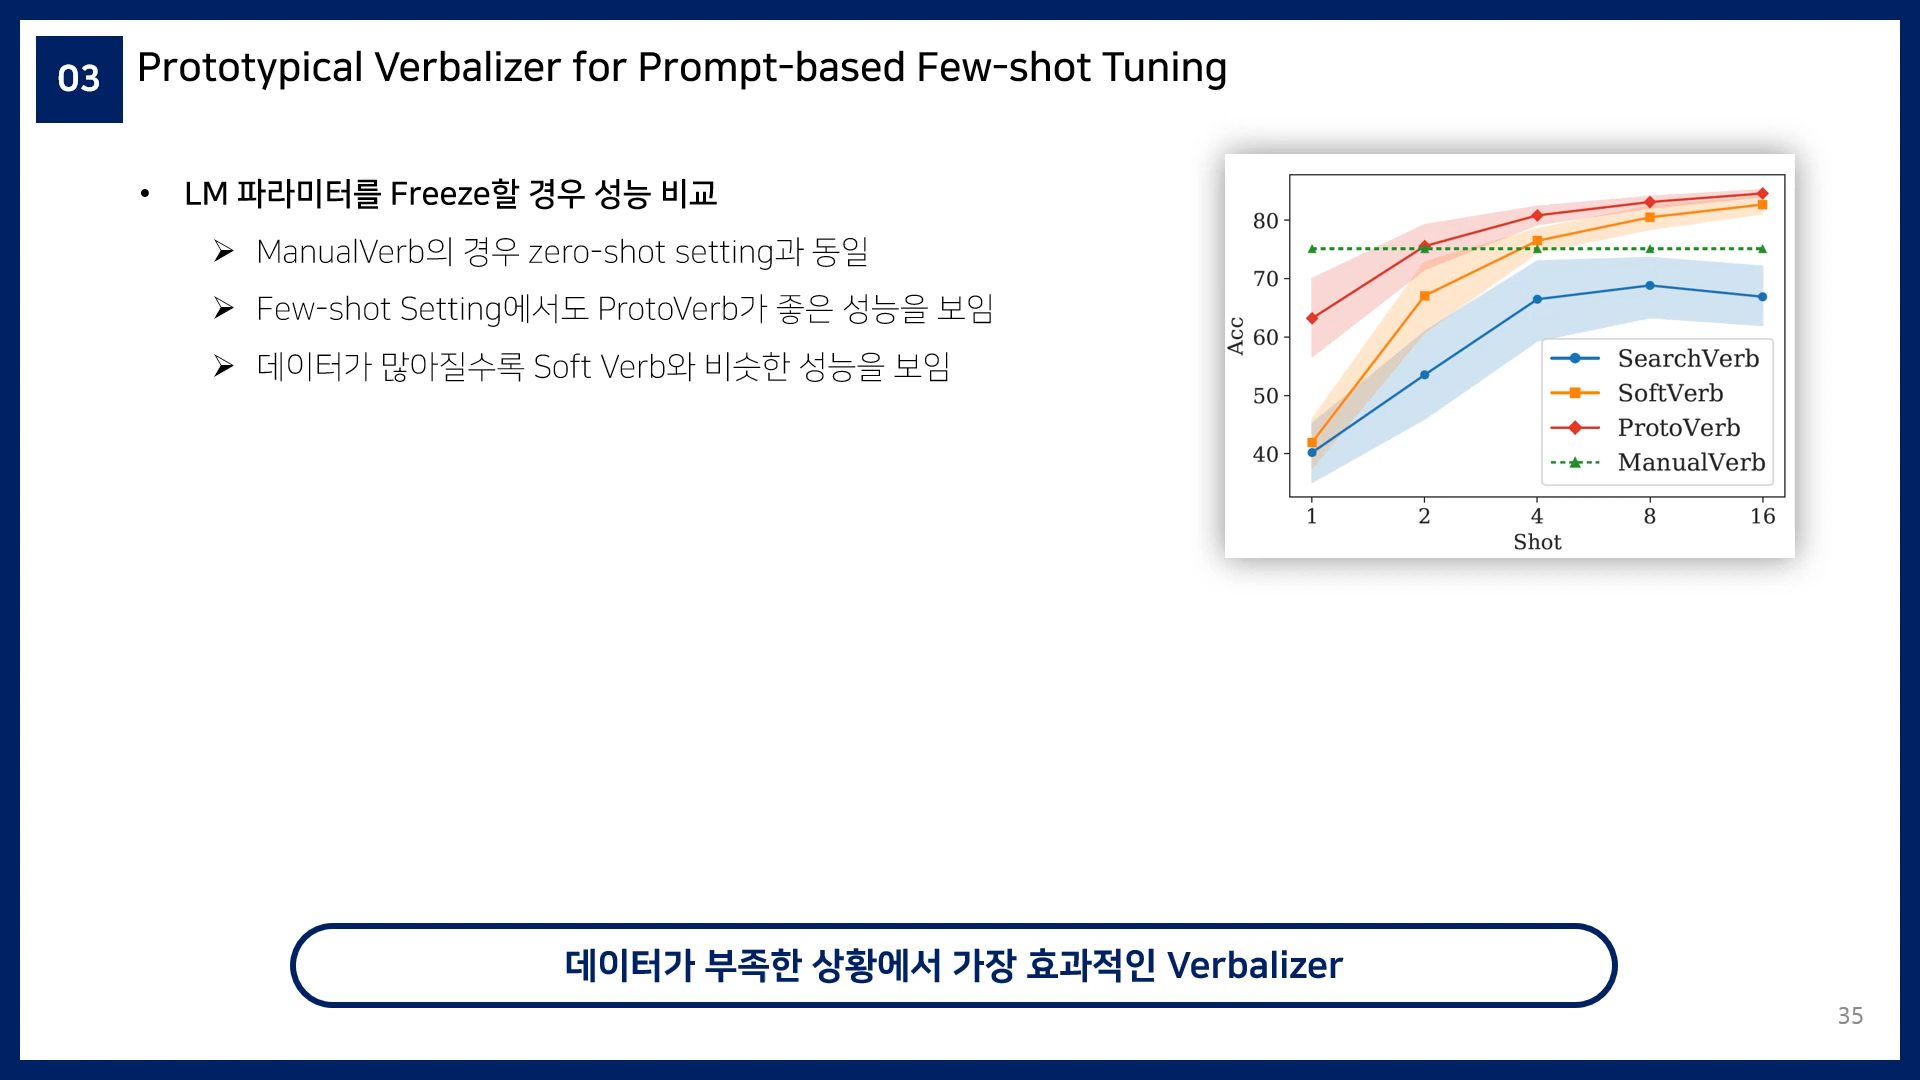 03
Prototypical Verbalizer for Prompt-based Few-shot Tuning
• LM 파라미터를 Freeze할 경우 성능 비교
➢ ManualVerb의 경우 zero-shot setting과 동일
➢ Few-shot Setting에서도 ProtoVerb가 좋은 성능을 보임
➢ 데이터가 많아질수록 Soft Verb와 비슷한 성능을 보임
80
70
60
50
40
Acc
SearchVerb
SoftVerb
ProtoVerb
ManualVerb
1 2 4 8 16
Shot
데이터가 부족한 상황에서 가장 효과적인 Verbalizer
35